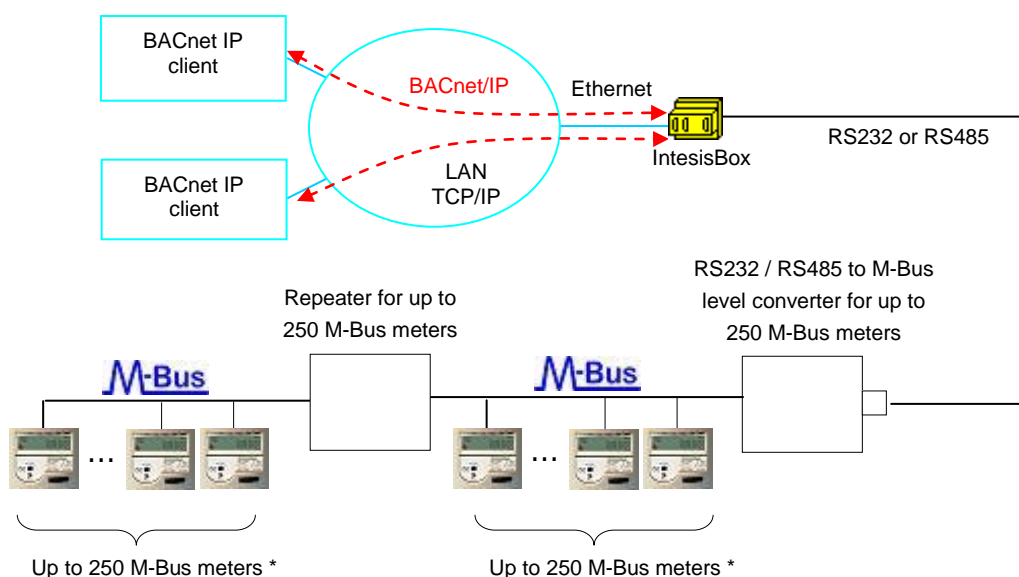 BACnet IP
client
BACnet/IP
Ethernet
IntesisBox
RS232 or RS485
BACnet IP
client
LAN
TCP/IP
RS232 / RS485 to M-Bus
level converter for up to
250 M-Bus meters
Repeater for up to
250 M-Bus meters
M-Bus
M-Bus
...
...
Up to 250 M-Bus meters *
Up to 250 M-Bus meters *